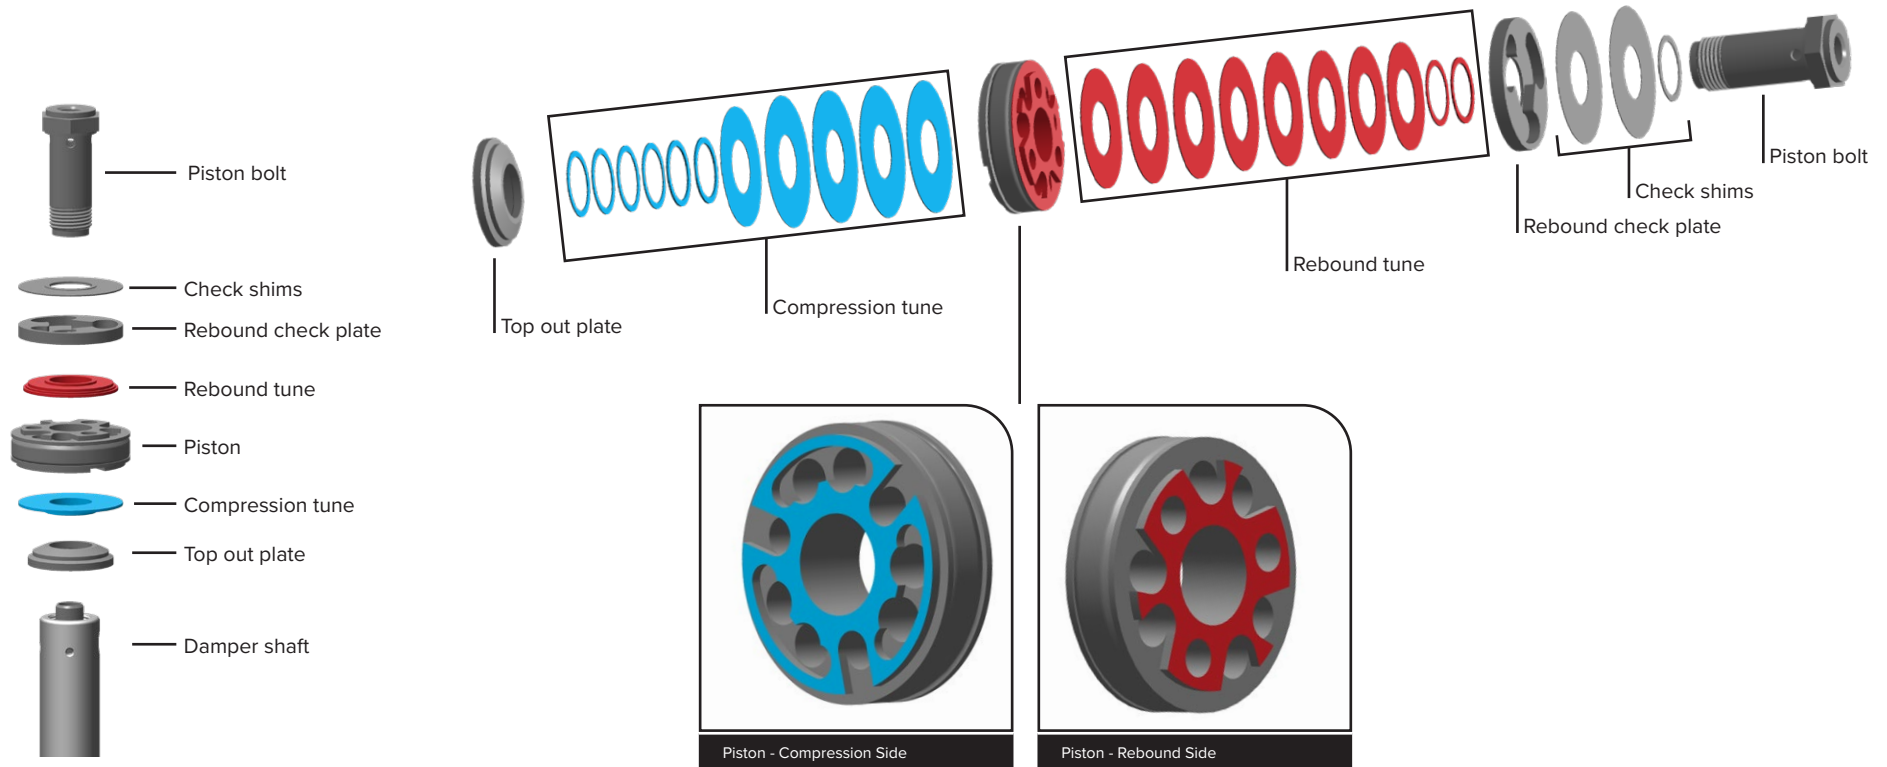 Piston bolt
Check shims
Rebound check plate
Rebound tune
Piston
Compression tune
Top out plate
Damper shaft
Top out plate
Compression tune
Rebound tune
Rebound check plate
Check shims
Piston bolt
Piston - Compression Side
Piston - Rebound Side